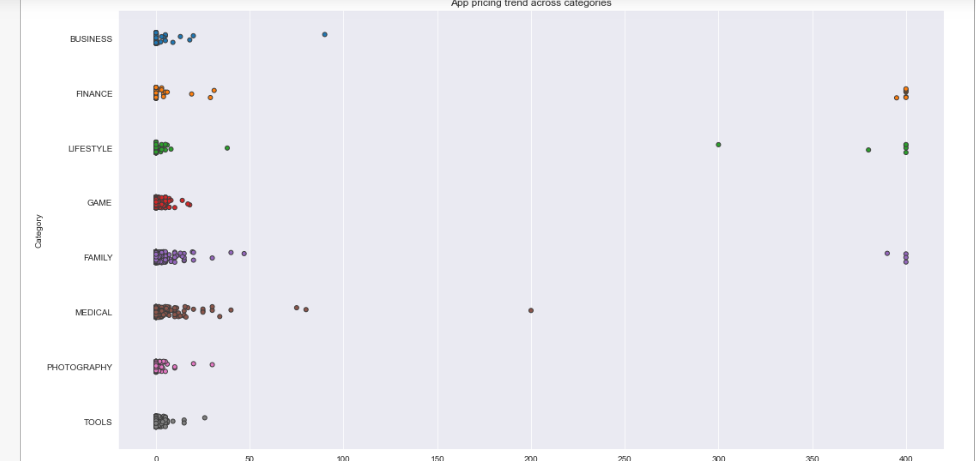 App pricing trend across categories
BUSINESS
FINANCE
LIFESTYLE
GAME
Category
FAMILY
MEDICAL
PHOTOGRAPHY
TOOLS
0 50 100 150 200 250 300 350 400